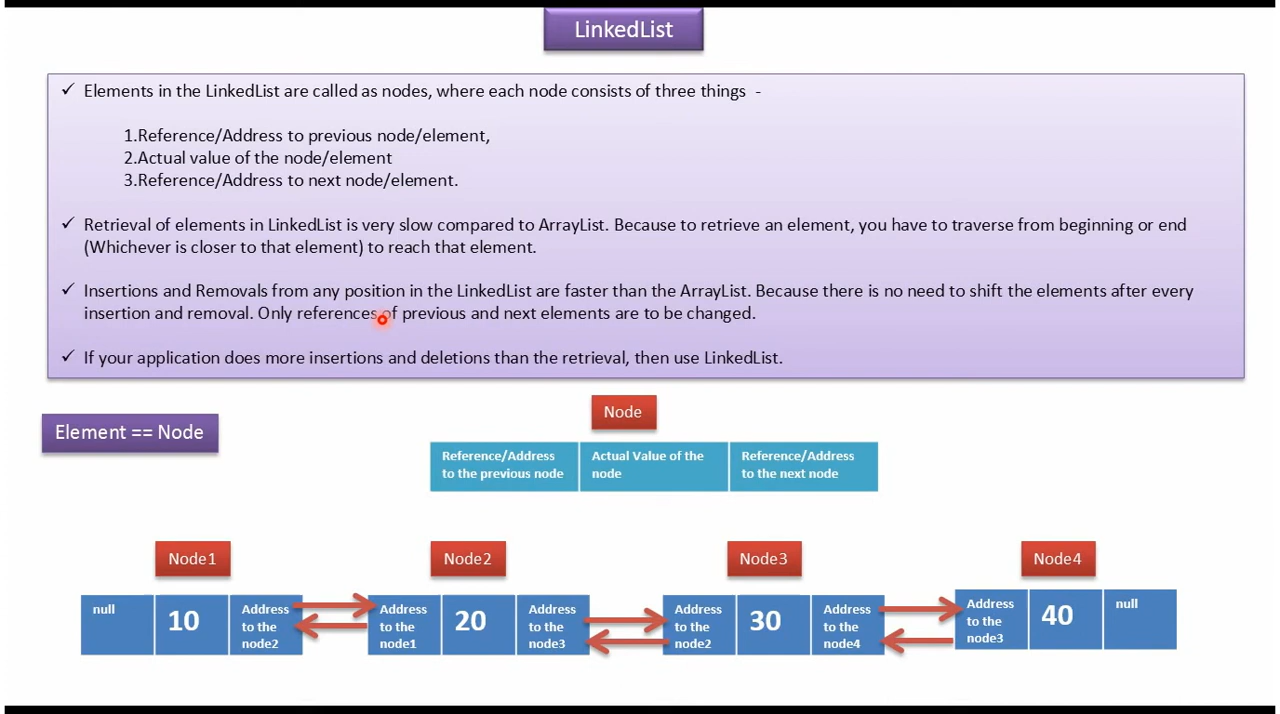 LinkedList
✓ Elements in the LinkedList are called as nodes, where each node consists of three things -
1.Reference/Address to previous node/element,
2.Actual value of the node/element
3.Reference/Address to next node/element.
✓ Retrieval of elements in LinkedList is very slow compared to ArrayList. Because to retrieve an element, you have to traverse from beginning or end
(Whichever is closer to that element) to reach that element.
✓ Insertions and Removals from any position in the LinkedList are faster than the ArrayList. Because there is no need to shift the elements after every
insertion and removal. Only references of previous and next elements are to be changed.
✓ If your application does more insertions and deletions than the retrieval, then use LinkedList.
Element == Node
Node
Reference/Address
to the previous node
Actual Value of the
node
Reference/Address
to the next node
Node1
null
10
Address
to the
node2
Node2
Address
to the
node1
20
Address
to the
node3
Node3
Address
to the
node2
30
Address
to the
node4
Node4
Address
to the
node3
40
null